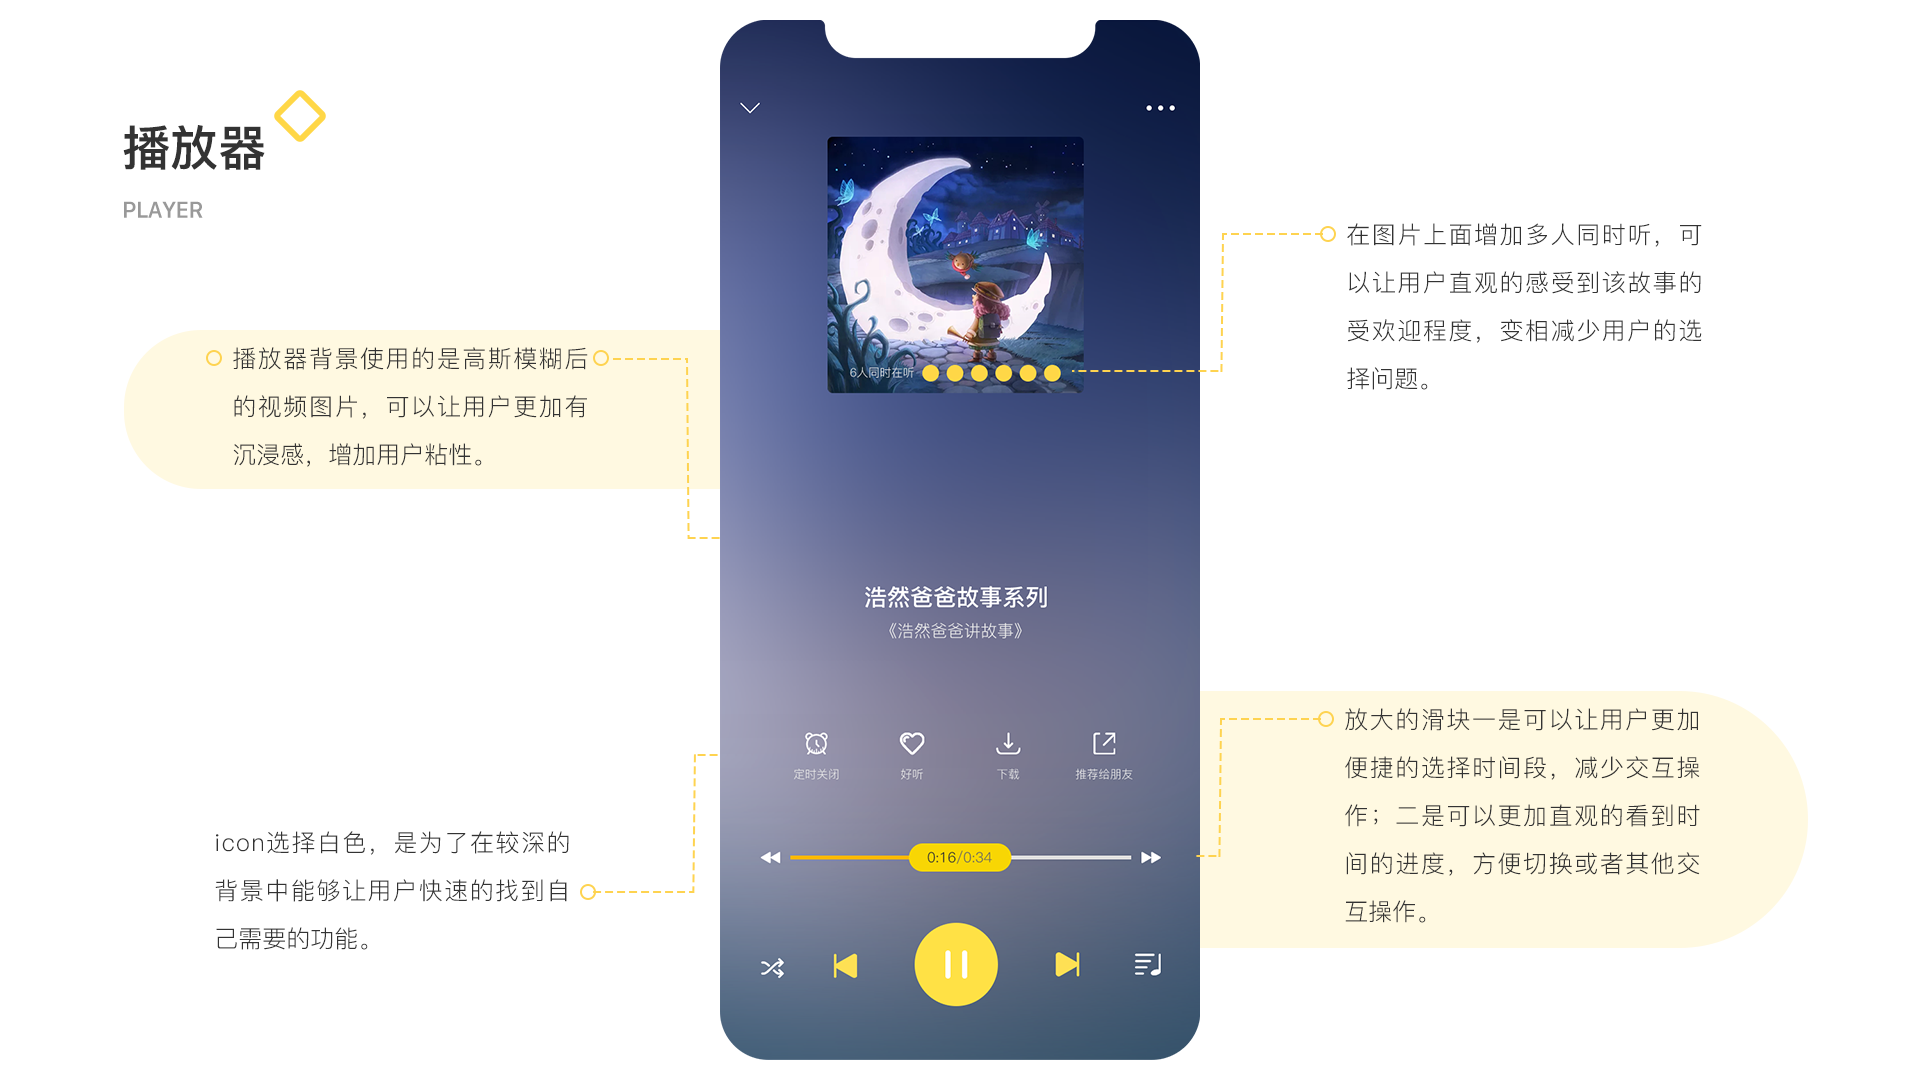 播放器
PLAYER
播放器背景使用的是高斯模糊后
的视频图片，可以让用户更加有
沉浸感，增加用户粘性。
icon选择白色，是为了在较深的
背景中能够让用户快速的找到自
己需要的功能。
6人同时在听
浩然爸爸故事系列
《浩然爸爸讲故事》
定时关闭
好听
下载
推荐给朋友
0:16/0:34
在图片上面增加多人同时听，可
以让用户直观的感受到该故事的
受欢迎程度，变相减少用户的选
择问题。
放大的滑块一是可以让用户更加
便捷的选择时间段，减少交互操
作；二是可以更加直观的看到时
间的进度，方便切换或者其他交
互操作。